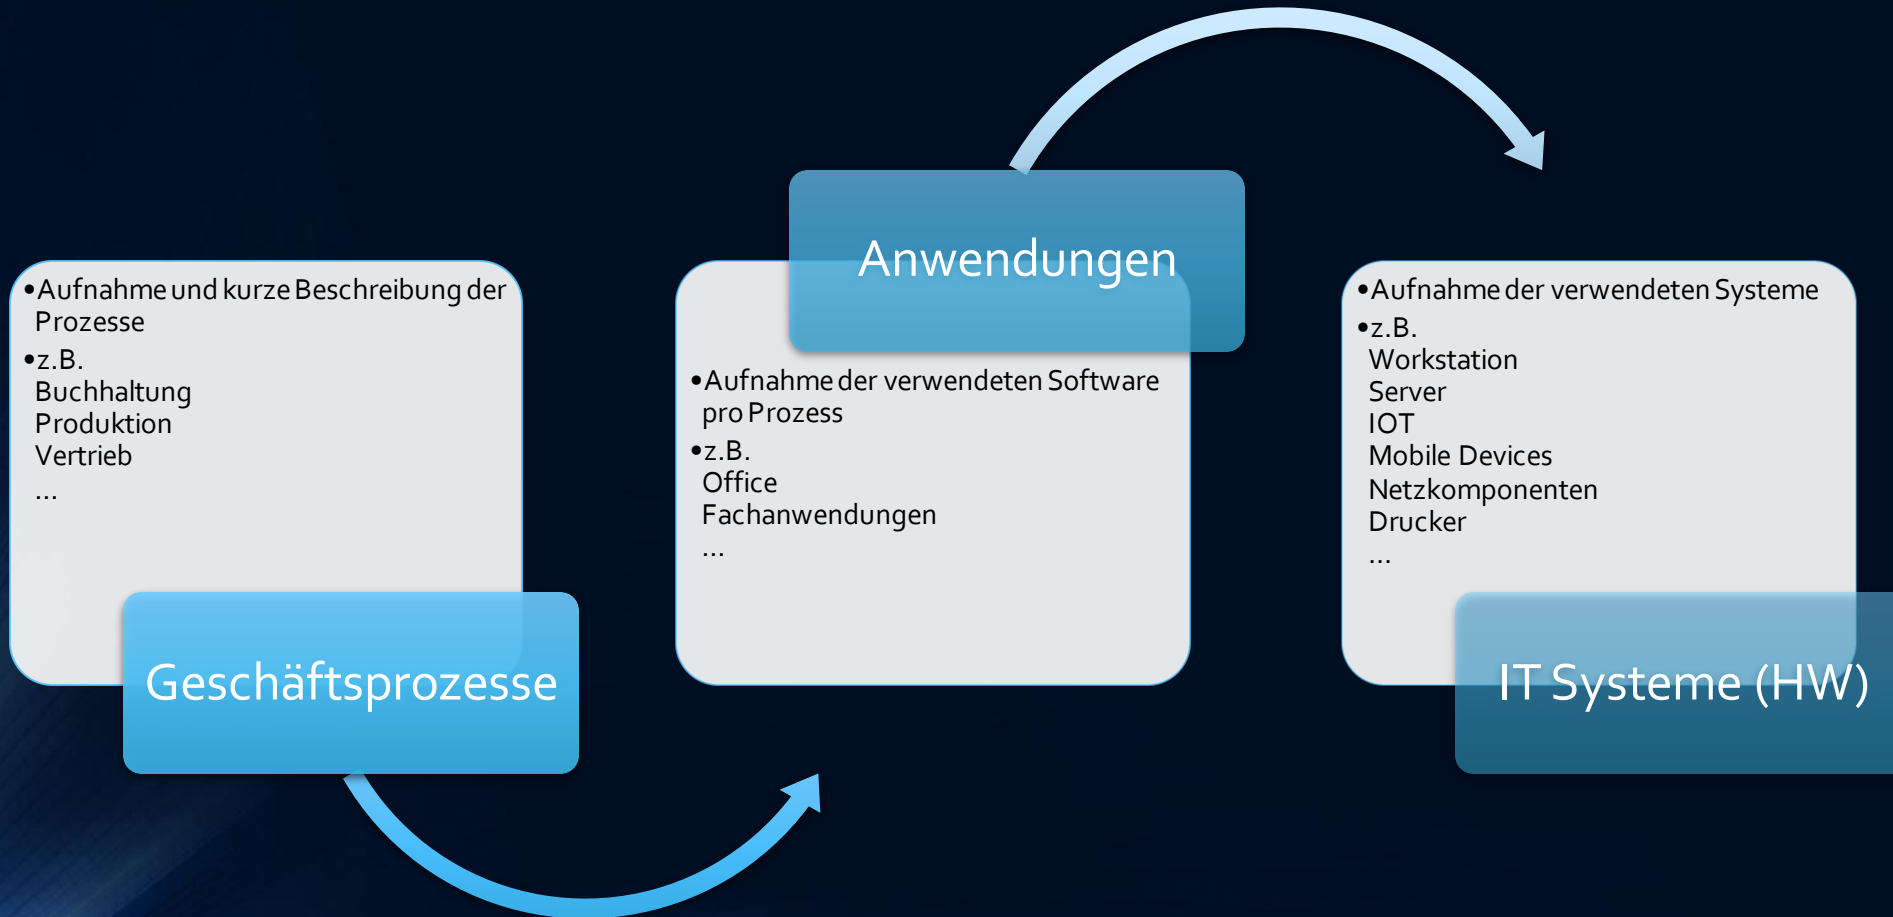 •Aufnahme und kurze Beschreibung der
Prozesse
•z.B.
Buchhaltung
Produktion
Vertrieb
...
Geschäftsprozesse
Anwendungen
•Aufnahme der verwendeten Software
pro Prozess
•z.B.
Office
Fachanwendungen
...
•Aufnahme der verwendeten Systeme
•z.B.
Workstation
Server
IOT
Mobile Devices
Netzkomponenten
Drucker
...
IT Systeme (HW)